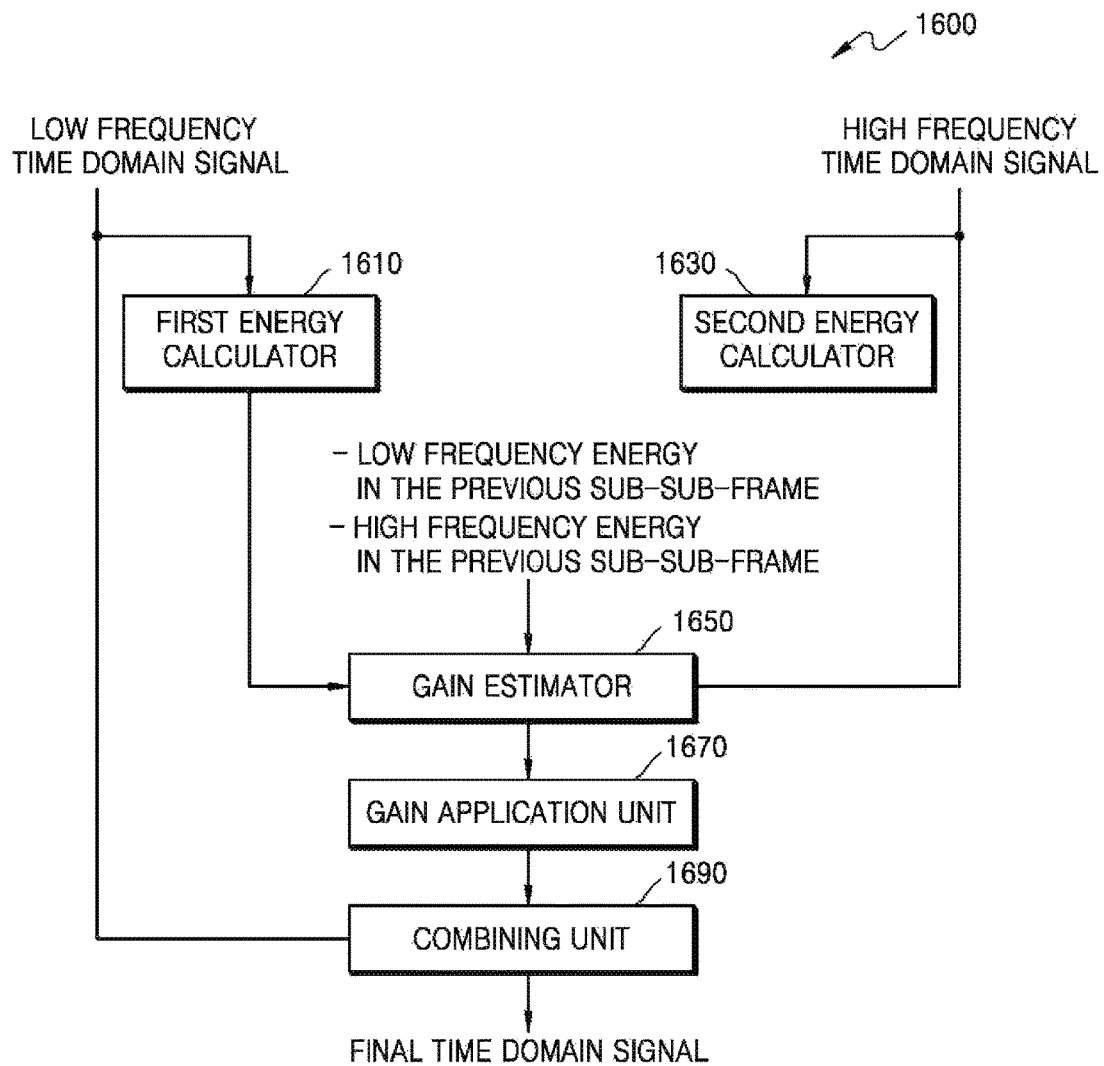 1600
LOW FREQUENCY
TIME DOMAIN SIGNAL
HIGH FREQUENCY
TIME DOMAIN SIGNAL
1610
FIRST ENERGY
CALCULATOR
1630
SECOND ENERGY
CALCULATOR
- LOW FREQUENCY ENERGY
IN THE PREVIOUS SUB-SUB-FRAME
- HIGH FREQUENCY ENERGY
IN THE PREVIOUS SUB-SUB-FRAME
1650
GAIN ESTIMATOR
1670
GAIN APPLICATION UNIT
1690
COMBINING UNIT
FINAL TIME DOMAIN SIGNAL